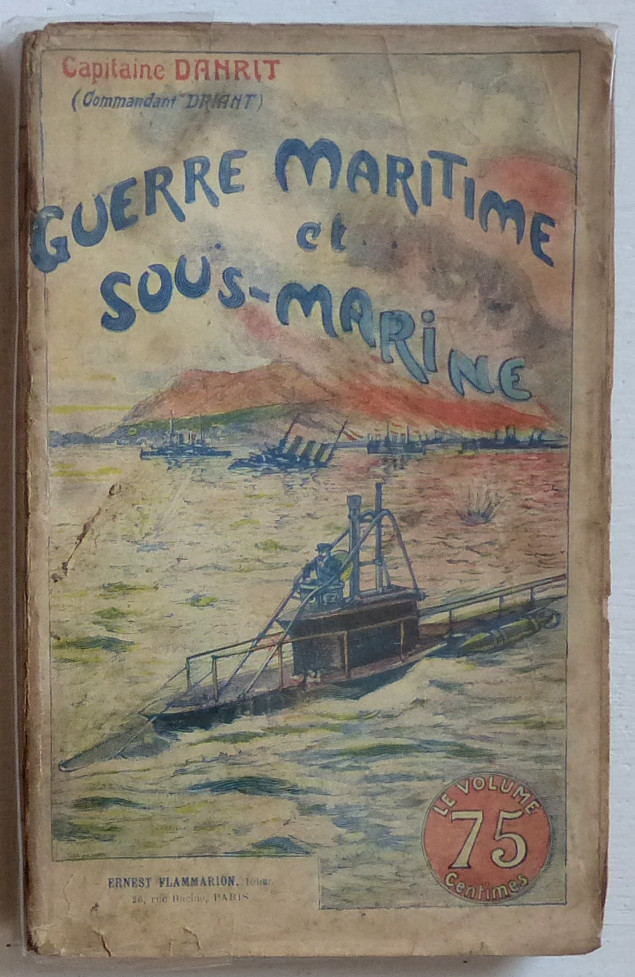 Capitaine DANRIT
(Commandant DRIANT)
GUERRE MARITIME
et
SOUS-MARINE
LE VOLUME
75
Centimes
ERNEST FLAMMARION,
26, rue Racine, PARIS